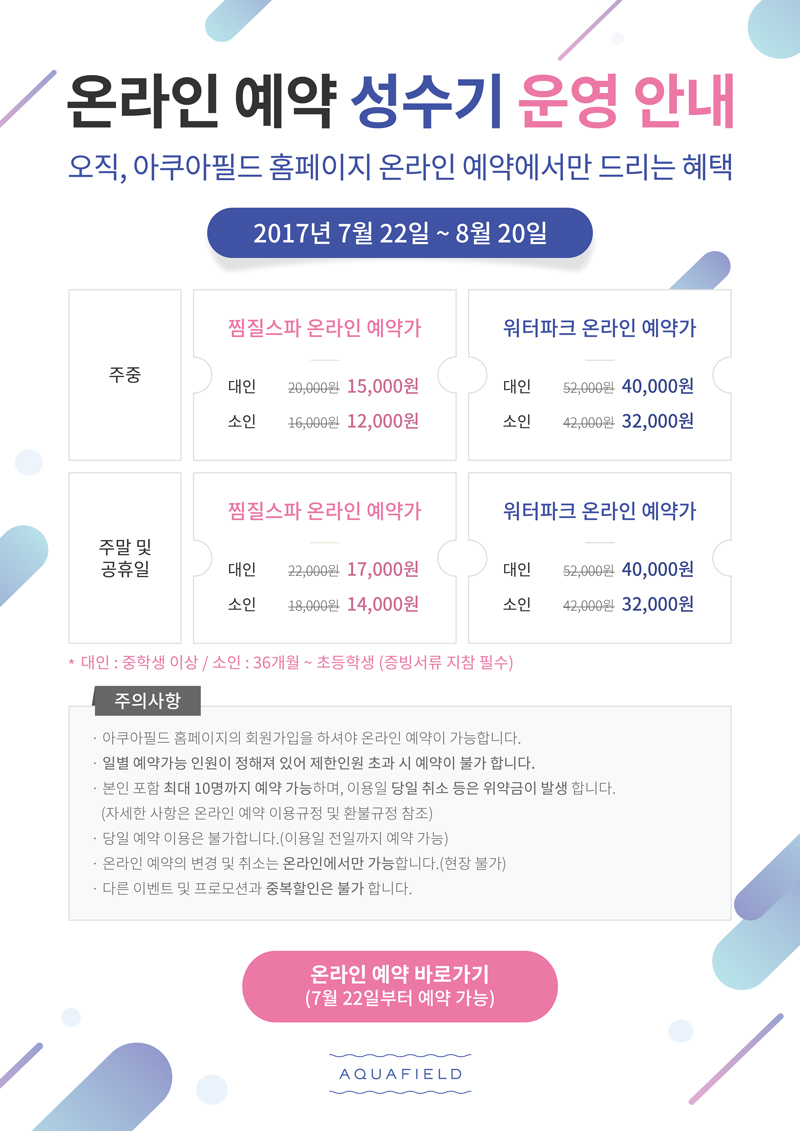 온라인 예약 성수기 운영 안내
오직, 아쿠아필드 홈페이지 온라인 예약에서만 드리는 혜택
2017년 7월 22일 ~ 8월 20일
주중
찜질스파 온라인 예약가
대인 20,000원 15,000원
소인 16,000원 12,000원
워터파크 온라인 예약가
대인 52,000원 40,000원
소인 42,000원 32,000원
주말 및
공휴일
찜질스파 온라인 예약가
대인 22,000원 17,000원
소인 18,000원 14,000원
워터파크 온라인 예약가
대인 52,000원 40,000원
소인 42,000원 32,000원
* 대인 : 중학생 이상 / 소인 : 36개월 ~ 초등학생 (증빙서류 지참 필수)
주의사항
· 아쿠아필드 홈페이지의 회원가입을 하셔야 온라인 예약이 가능합니다.
· 일별 예약가능 인원이 정해져 있어 제한인원 초과 시 예약이 불가 합니다.
· 본인 포함 최대 10명까지 예약 가능하며, 이용일 당일 취소 등은 위약금이 발생 합니다.
(자세한 사항은 온라인 예약 이용규정 및 환불규정 참조)
· 당일 예약 이용은 불가합니다.(이용일 전일까지 예약 가능)
· 온라인 예약의 변경 및 취소는 온라인에서만 가능합니다.(현장 불가)
· 다른 이벤트 및 프로모션과 중복할인은 불가 합니다.
온라인 예약 바로가기
(7월 22일부터 예약 가능)
AQUAFIELD